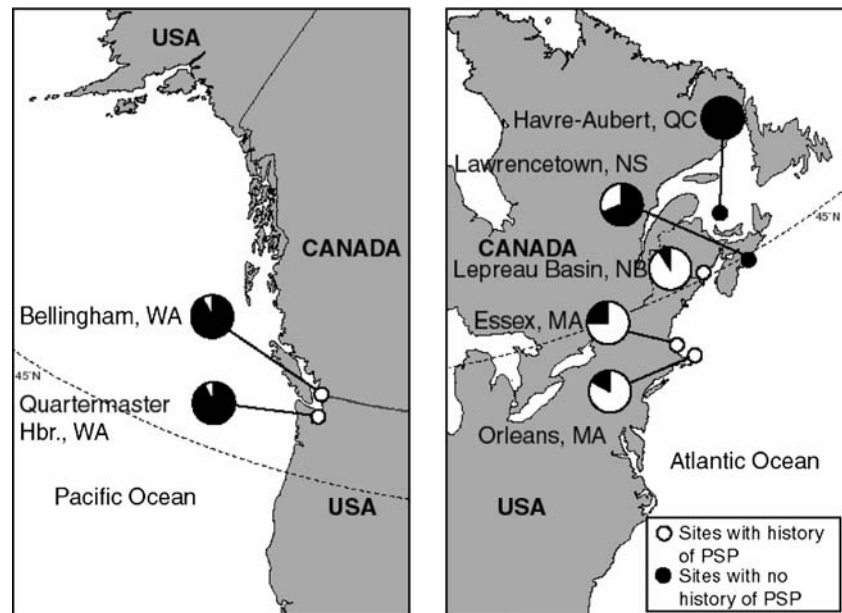 USA
CANADA
Bellingham, WA
45°N
Quartermaster
Hbr., WA
Pacific Ocean
USA
Havre-Aubert, QC
Lawrencetown, NS
45°N
CANADA
Lepreau Basin, NB
Essex, MA
Orleans, MA
Atlantic Ocean
USA
Sites with history
of PSP
Sites with no
history of PSP